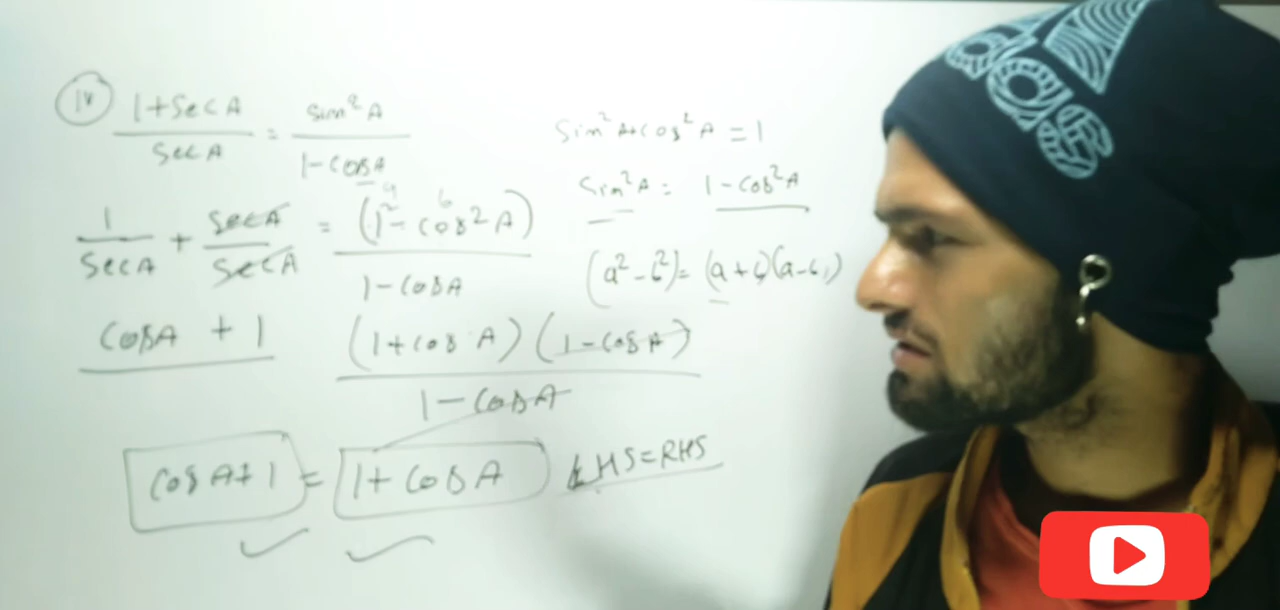 iv 1+SecA / SecA = Sin²A / 1-CosA
1/SecA + SecA/SecA = (1²-cos²A) / 1-CosA
a b
CosA + 1 (1+cosA)(1-cosA) / 1-CosA
CosA+1 = 1+CosA LHS=RHS
Sin²A+Cos²A = 1
Sin²A = 1-Cos²A
(a²-b²)=(a+b)(a-b)
dgs